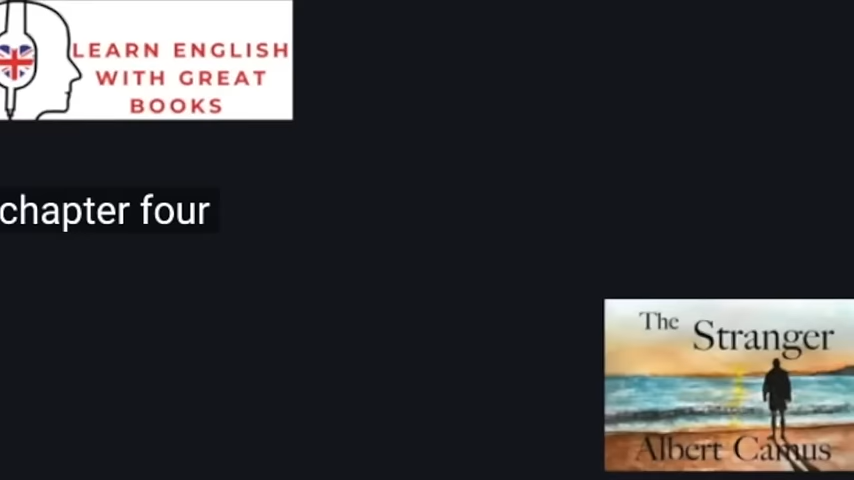 LEARN ENGLISH
WITH GREAT
BOOKS
chapter four
The Stranger
Albert Camus